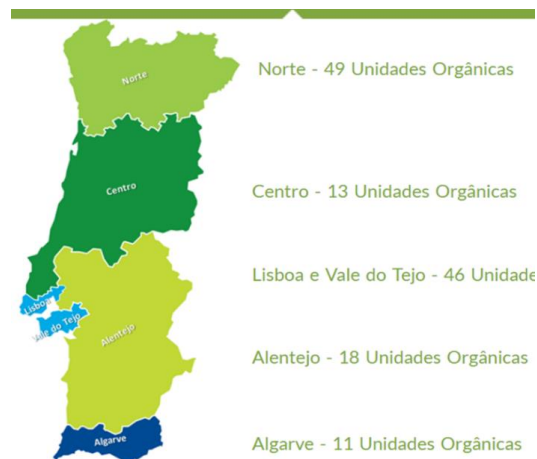 Norte
Norte - 49 Unidades Orgânicas
Centro
Centro - 13 Unidades Orgânicas
Lisboa e Vale do Tejo - 46 Unidade
Lisboa
Vale do Tejo
Alentejo
Alentejo - 18 Unidades Orgânicas
Algarve
Algarve - 11 Unidades Orgânicas